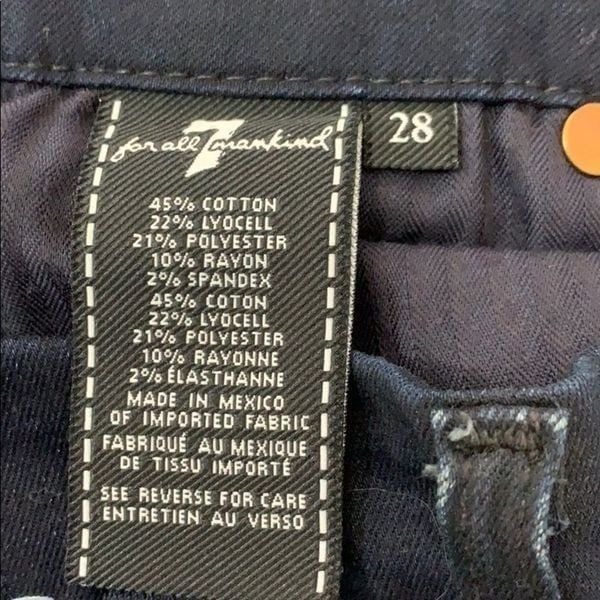 for all 7 mankind
28
45% COTTON
22% LYOCELL
21% POLYESTER
10% RAYON
2% SPANDEX
45% COTON
22% LYOCELL
21% POLYESTER
10% RAYONNE
2% ÉLASTHANNE
MADE IN MEXICO
OF IMPORTED FABRIC
FABRIQUÉ AU MEXIQUE
DE TISSU IMPORTÉ
SEE REVERSE FOR CARE
ENTRETIEN AU VERSO